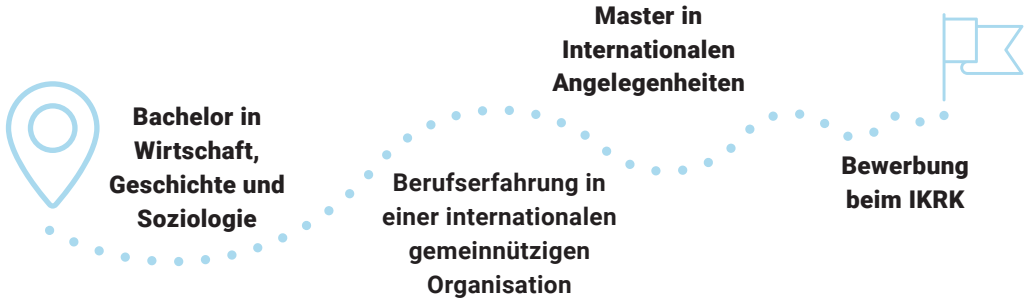 Bachelor in
Wirtschaft,
Geschichte und
Soziologie
Berufserfahrung in
einer internationalen
gemeinnützigen
Organisation
Master in
Internationalen
Angelegenheiten
Bewerbung
beim IKRK